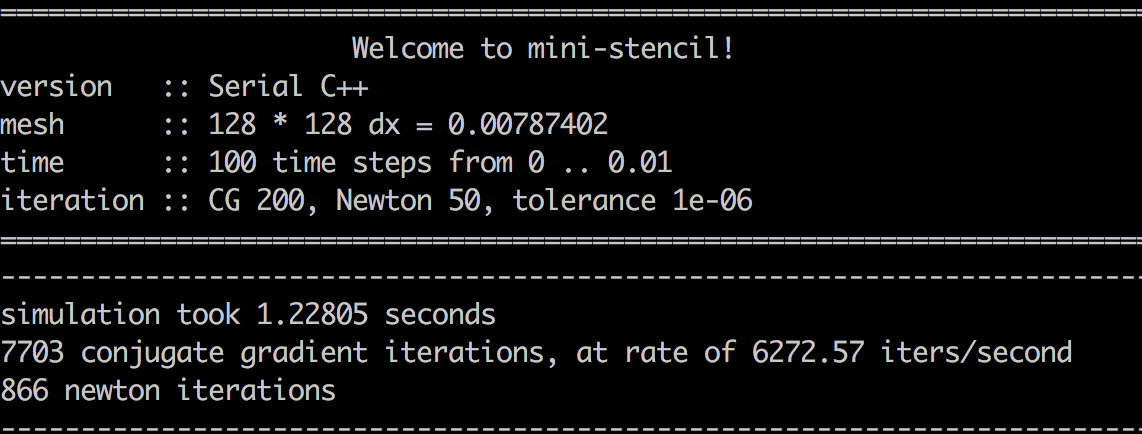 ================================================================================
Welcome to mini-stencil!
version   :: Serial C++
mesh      :: 128 * 128 dx = 0.00787402
time      :: 100 time steps from 0 .. 0.01
iteration :: CG 200, Newton 50, tolerance 1e-06
================================================================================
--------------------------------------------------------------------------------
simulation took 1.22805 seconds
7703 conjugate gradient iterations, at rate of 6272.57 iters/second
866 newton iterations
--------------------------------------------------------------------------------